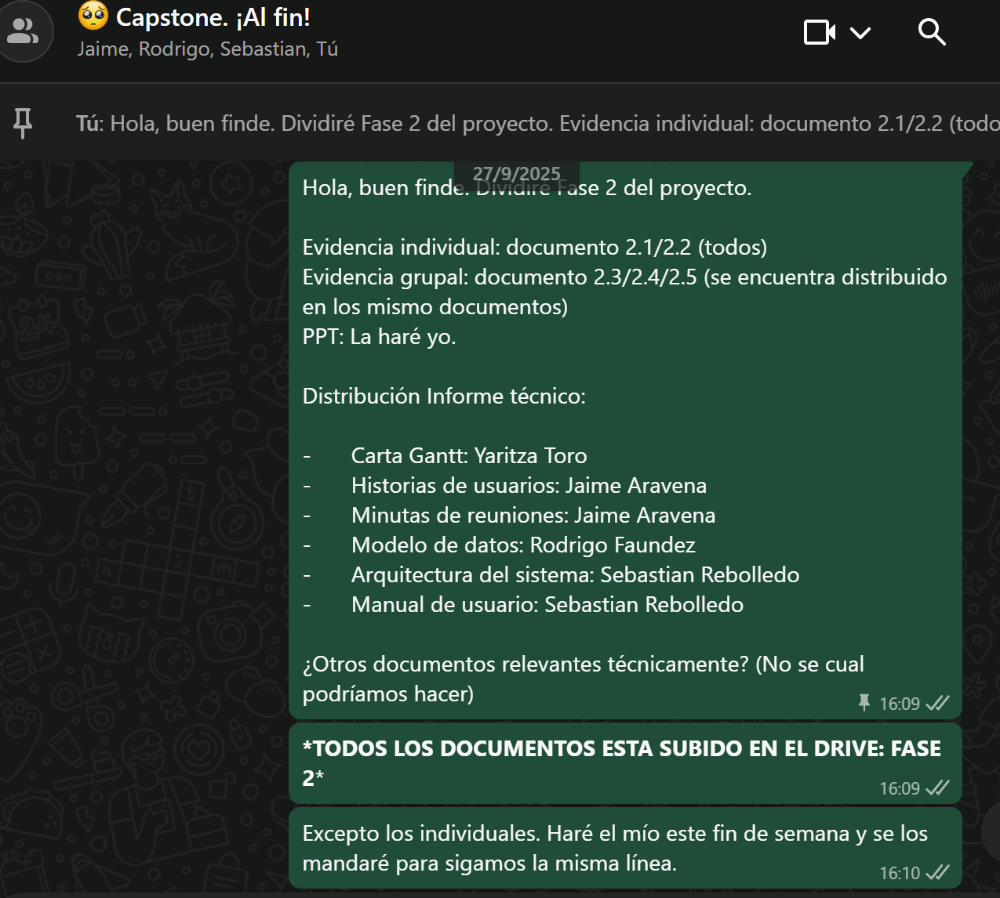 🥺 Capstone. ¡Al fin!
Jaime, Rodrigo, Sebastian, Tú
Tú: Hola, buen finde. Dividiré Fase 2 del proyecto. Evidencia individual: documento 2.1/2.2 (todo
27/9/2025
Hola, buen finde. Dividiré Fase 2 del proyecto.
Evidencia individual: documento 2.1/2.2 (todos)
Evidencia grupal: documento 2.3/2.4/2.5 (se encuentra distribuido
en los mismo documentos)
PPT: La haré yo.
Distribución Informe técnico:
- Carta Gantt: Yaritza Toro
- Historias de usuarios: Jaime Aravena
- Minutas de reuniones: Jaime Aravena
- Modelo de datos: Rodrigo Faundez
- Arquitectura del sistema: Sebastian Rebolledo
- Manual de usuario: Sebastian Rebolledo
¿Otros documentos relevantes técnicamente? (No se cual
podríamos hacer)
16:09
*TODOS LOS DOCUMENTOS ESTA SUBIDO EN EL DRIVE: FASE
2*
16:09
Excepto los individuales. Haré el mío este fin de semana y se los
mandaré para sigamos la misma línea.
16:10